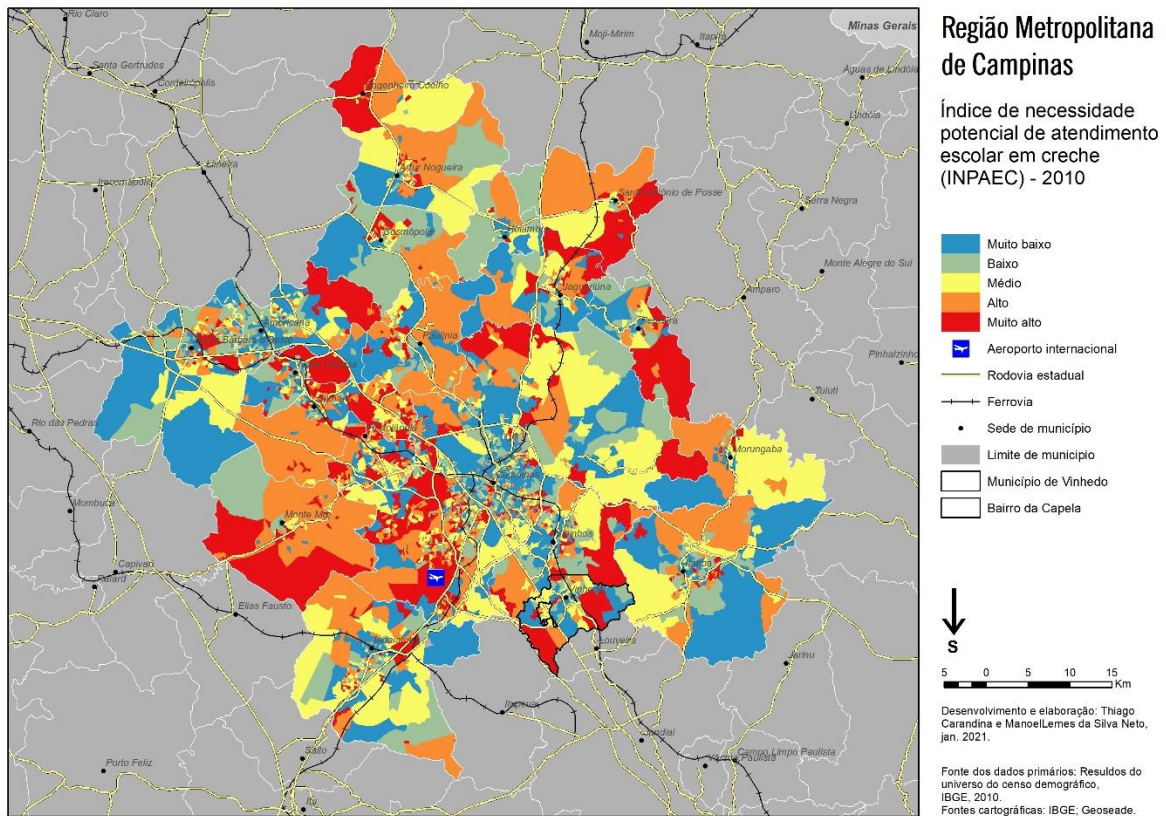 Região Metropolitana
de Campinas
Índice de necessidade
potencial de atendimento
escolar em creche
(INPAEC) - 2010
Muito baixo
Baixo
Médio
Alto
Muito alto
Aeroporto internacional
Rodovia estadual
Ferrovia
Sede de município
Limite de municipio
Município de Vinhedo
Bairro da Capela
S
5 0 5 10 15
Km
Desenvolvimento e elaboração: Thiago
Carandina e ManoelLemes da Silva Neto,
jan. 2021.
Fonte dos dados primários: Resuldos do
universo do censo demográfico,
IBGE, 2010.
Fontes cartográficas: IBGE; Geoseade.
Rio Claro
Minas Gerais
Moji-Mirim
Itapira
Santa Gertrudes
Cordeirópolis
Engenheiro Coelho
Águas de Lindóia
Lindóia
Limeira
Artur Nogueira
Iracemápolis
Santo Antônio de Posse
Serra Negra
Cosmópolis
Holambra
Monte Alegre do Sul
Jaguariúna
Amparo
Americana
Paulínia
Pinhalzinho
Tuiuti
Rio das Pedras
Morungaba
Mombuca
Monte Mor
Capivari
Rafard
Elias Fausto
Indaiatuba
Louveira
Jarinu
Itupeva
Jundiaí
Salto
Campo Limpo Paulista
Várzea Paulista
Porto Feliz
Itu